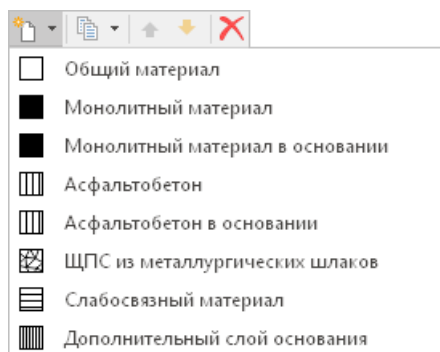 Общий материал
Монолитный материал
Монолитный материал в основании
Асфальтобетон
Асфальтобетон в основании
ЩПС из металлургических шлаков
Слабосвязный материал
Дополнительный слой основания